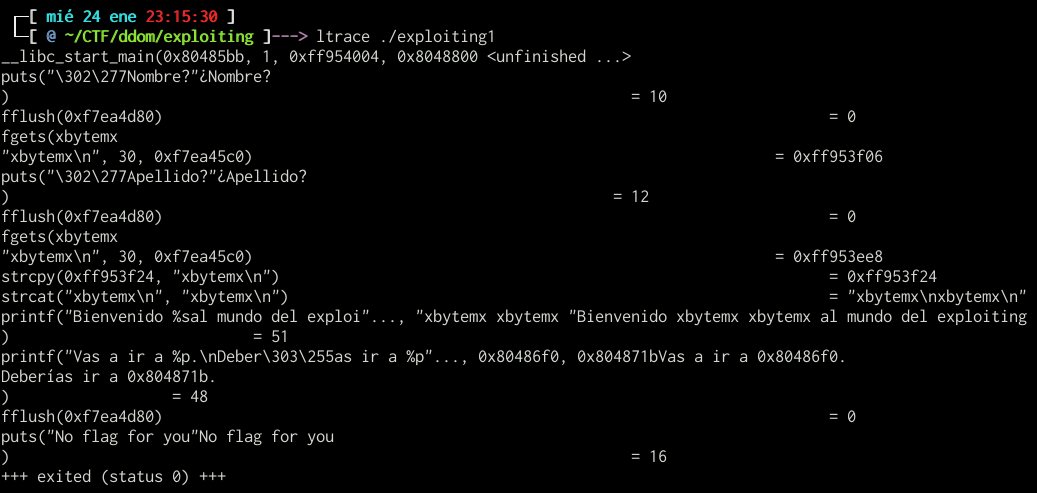 [ mié 24 ene 23:15:30 ]
[ @ ~/CTF/ddom/exploiting ]---> ltrace ./exploiting1
__libc_start_main(0x80485bb, 1, 0xff954004, 0x8048800 <unfinished ...>
puts("\302\277Nombre?"¿Nombre?
) = 10
fflush(0xf7ea4d80) = 0
fgets(xbytemx
"xbytemx\n", 30, 0xf7ea45c0) = 0xff953f06
puts("\302\277Apellido?"¿Apellido?
) = 12
fflush(0xf7ea4d80) = 0
fgets(xbytemx
"xbytemx\n", 30, 0xf7ea45c0) = 0xff953ee8
strcpy(0xff953f24, "xbytemx\n") = 0xff953f24
strcat("xbytemx\n", "xbytemx\n") = "xbytemx\nxbytemx\n"
printf("Bienvenido %sal mundo del exploi"..., "xbytemx xbytemx "Bienvenido xbytemx xbytemx al mundo del exploiting
) = 51
printf("Vas a ir a %p.\nDeber\303\255as ir a %p"..., 0x80486f0, 0x804871bVas a ir a 0x80486f0.
Deberías ir a 0x804871b.
) = 48
fflush(0xf7ea4d80) = 0
puts("No flag for you"No flag for you
) = 16
+++ exited (status 0) +++